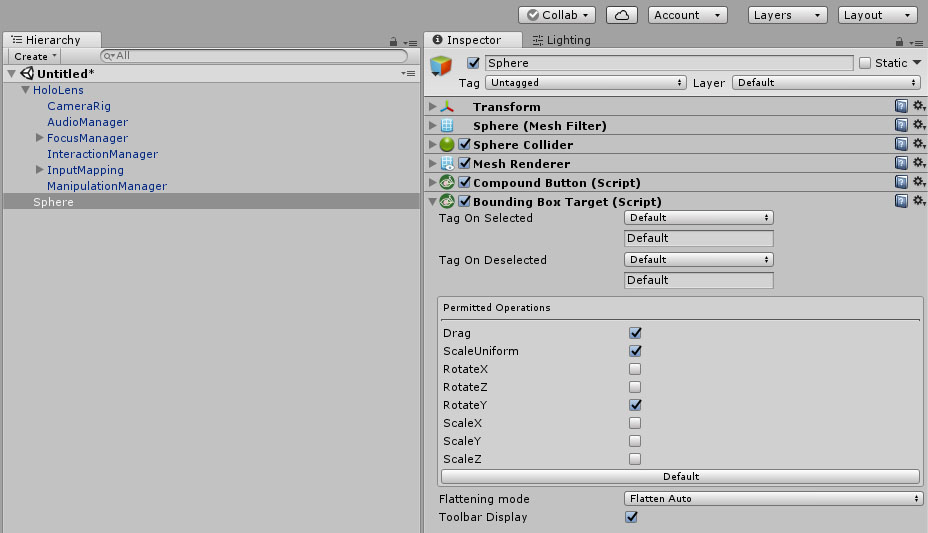 Collab
Account
Layers
Layout
Hierarchy
Create
All
Untitled*
HoloLens
CameraRig
AudioManager
FocusManager
InteractionManager
InputMapping
ManipulationManager
Sphere
Inspector
Lighting
Sphere
Static
Tag Untagged Layer Default
Transform
Sphere (Mesh Filter)
Sphere Collider
Mesh Renderer
Compound Button (Script)
Bounding Box Target (Script)
Tag On Selected Default
Default
Tag On Deselected Default
Default
Permitted Operations
Drag
ScaleUniform
RotateX
RotateZ
RotateY
ScaleX
ScaleY
ScaleZ
Default
Flattening mode Flatten Auto
Toolbar Display